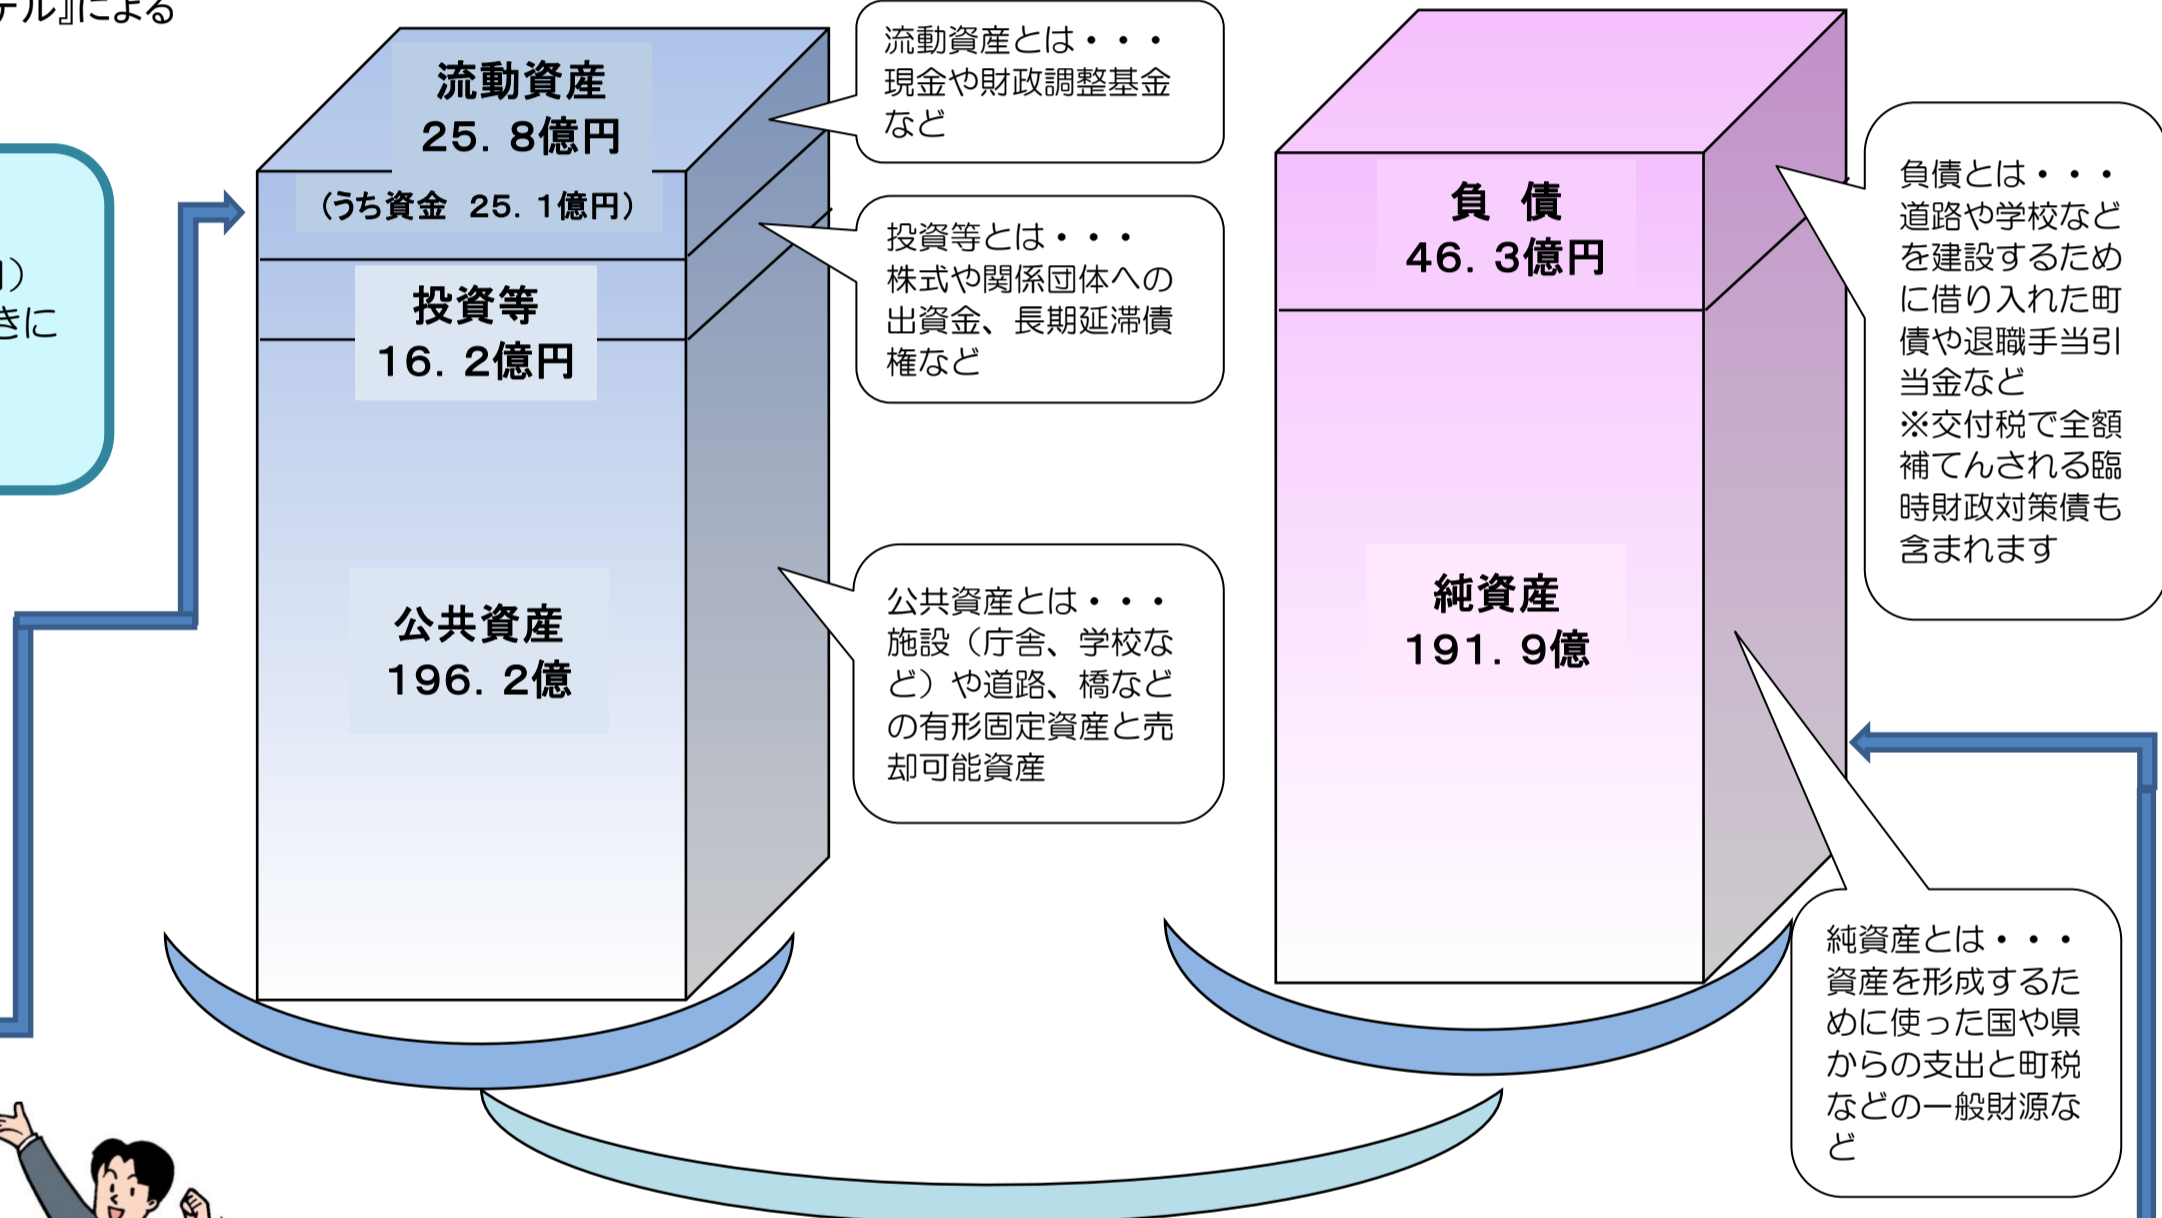 デル』による
円）
きに
流動資産
２５．８億円
（うち資金　２５．１億円）
投資等
１６．２億円
公共資産
１９６．２億
流動資産とは・・・
現金や財政調整基金
など
投資等とは・・・
株式や関係団体への
出資金、長期延滞債
権など
公共資産とは・・・
施設（庁舎、学校な
ど）や道路、橋など
の有形固定資産と売
却可能資産
負　債
４６．３億円
純資産
１９１．９億
負債とは・・・
道路や学校など
を建設するため
に借り入れた町
債や退職手当引
当金など
※交付税で全額
補てんされる臨
時財政対策債も
含まれます
純資産とは・・・
資産を形成するた
めに使った国や県
からの支出と町税
などの一般財源な
ど